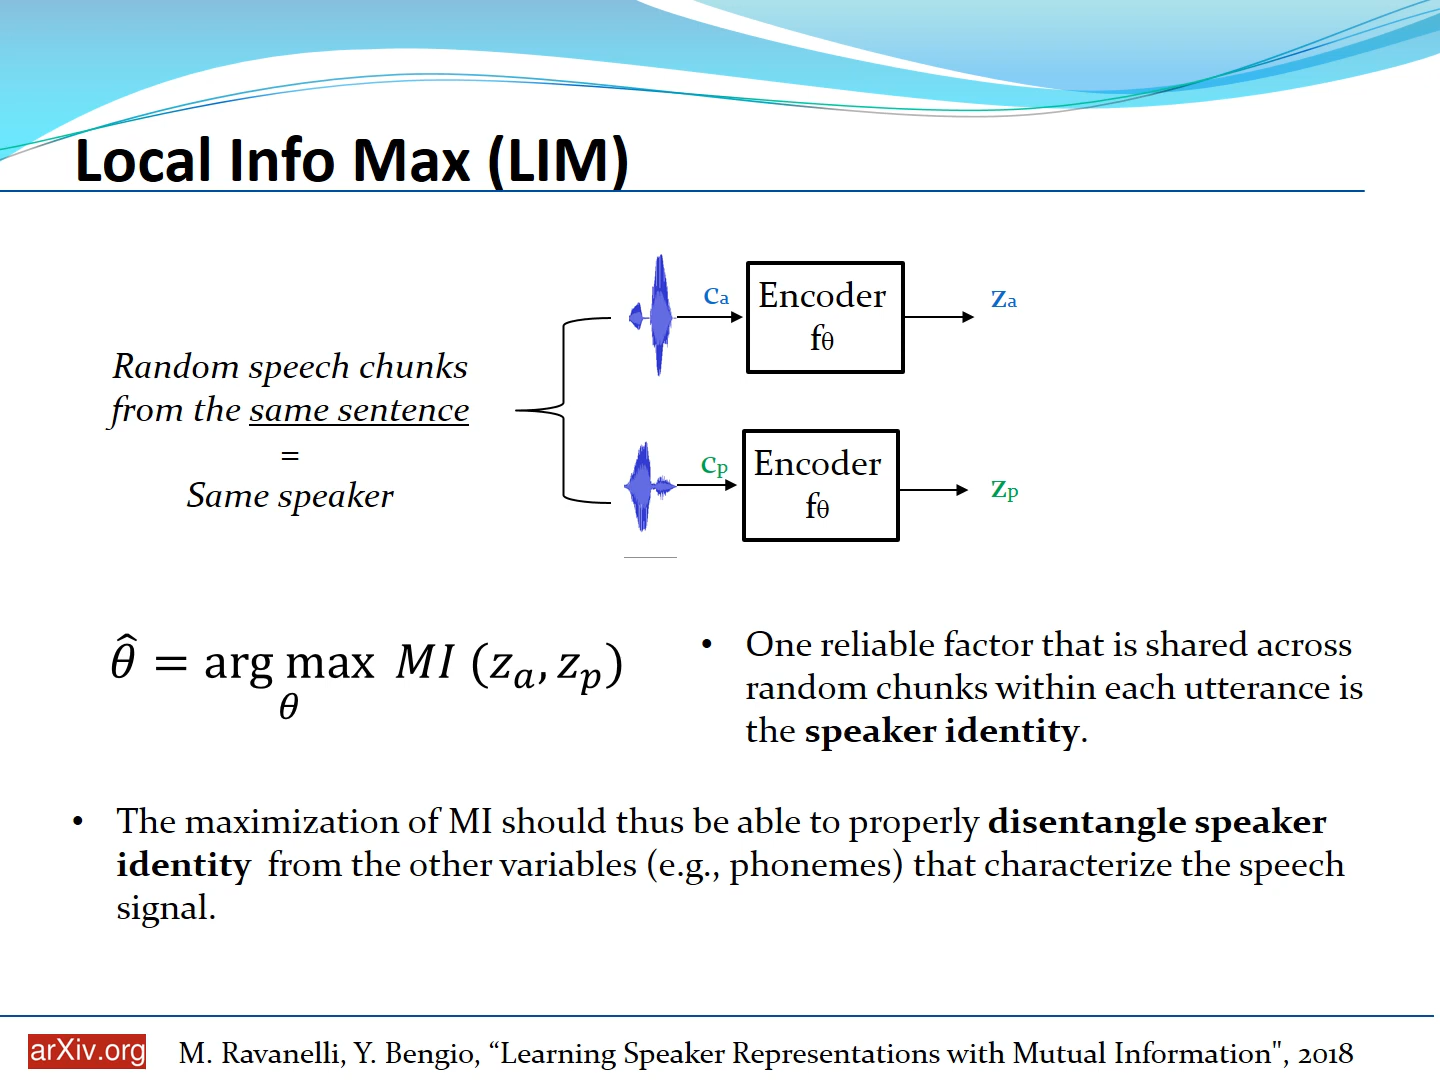 Local Info Max (LIM)
Random speech chunks
from the same sentence
=
Same speaker
cₐ
Encoder
fθ
zₐ
cₚ
Encoder
fθ
zₚ
θ̂ = arg max MI (zₐ, zₚ)
θ
• One reliable factor that is shared across
random chunks within each utterance is
the speaker identity.
• The maximization of MI should thus be able to properly disentangle speaker
identity from the other variables (e.g., phonemes) that characterize the speech
signal.
arXiv.org
M. Ravanelli, Y. Bengio, “Learning Speaker Representations with Mutual Information", 2018